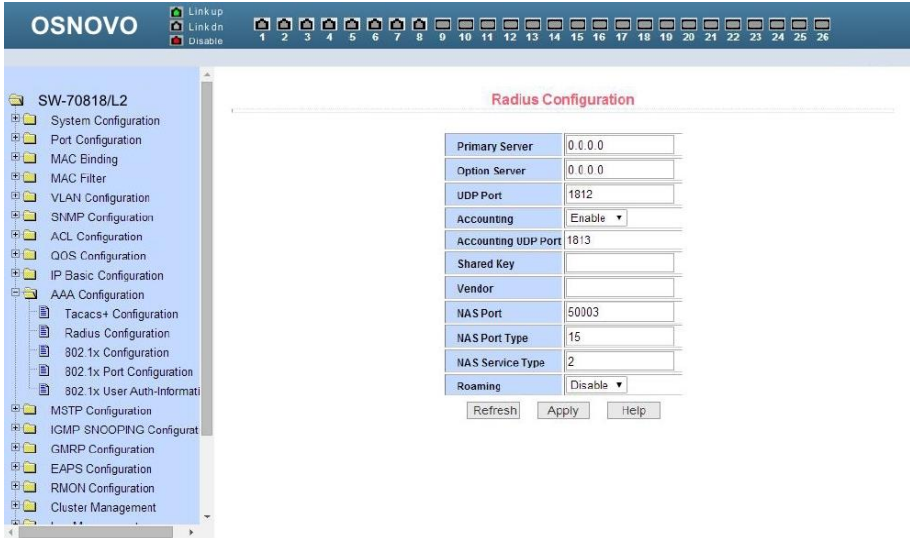 OSNOVO
Linkup
Linkdn
Disable
1 2 3 4 5 6 7 8 9 10 11 12 13 14 15 16 17 18 19 20 21 22 23 24 25 26
SW-70818/L2
System Configuration
Port Configuration
MAC Binding
MAC Filter
VLAN Configuration
SNMP Configuration
ACL Configuration
QOS Configuration
IP Basic Configuration
AAA Configuration
Tacacs+ Configuration
Radius Configuration
802.1x Configuration
802.1x Port Configuration
802.1x User Auth-Informati
MSTP Configuration
IGMP SNOOPING Configurat
GMRP Configuration
EAPS Configuration
RMON Configuration
Cluster Management
Radius Configuration
Primary Server 0.0.0.0
Option Server 0.0.0.0
UDP Port 1812
Accounting Enable
Accounting UDP Port 1813
Shared Key
Vendor
NAS Port 50003
NAS Port Type 15
NAS Service Type 2
Roaming Disable
Refresh Apply Help